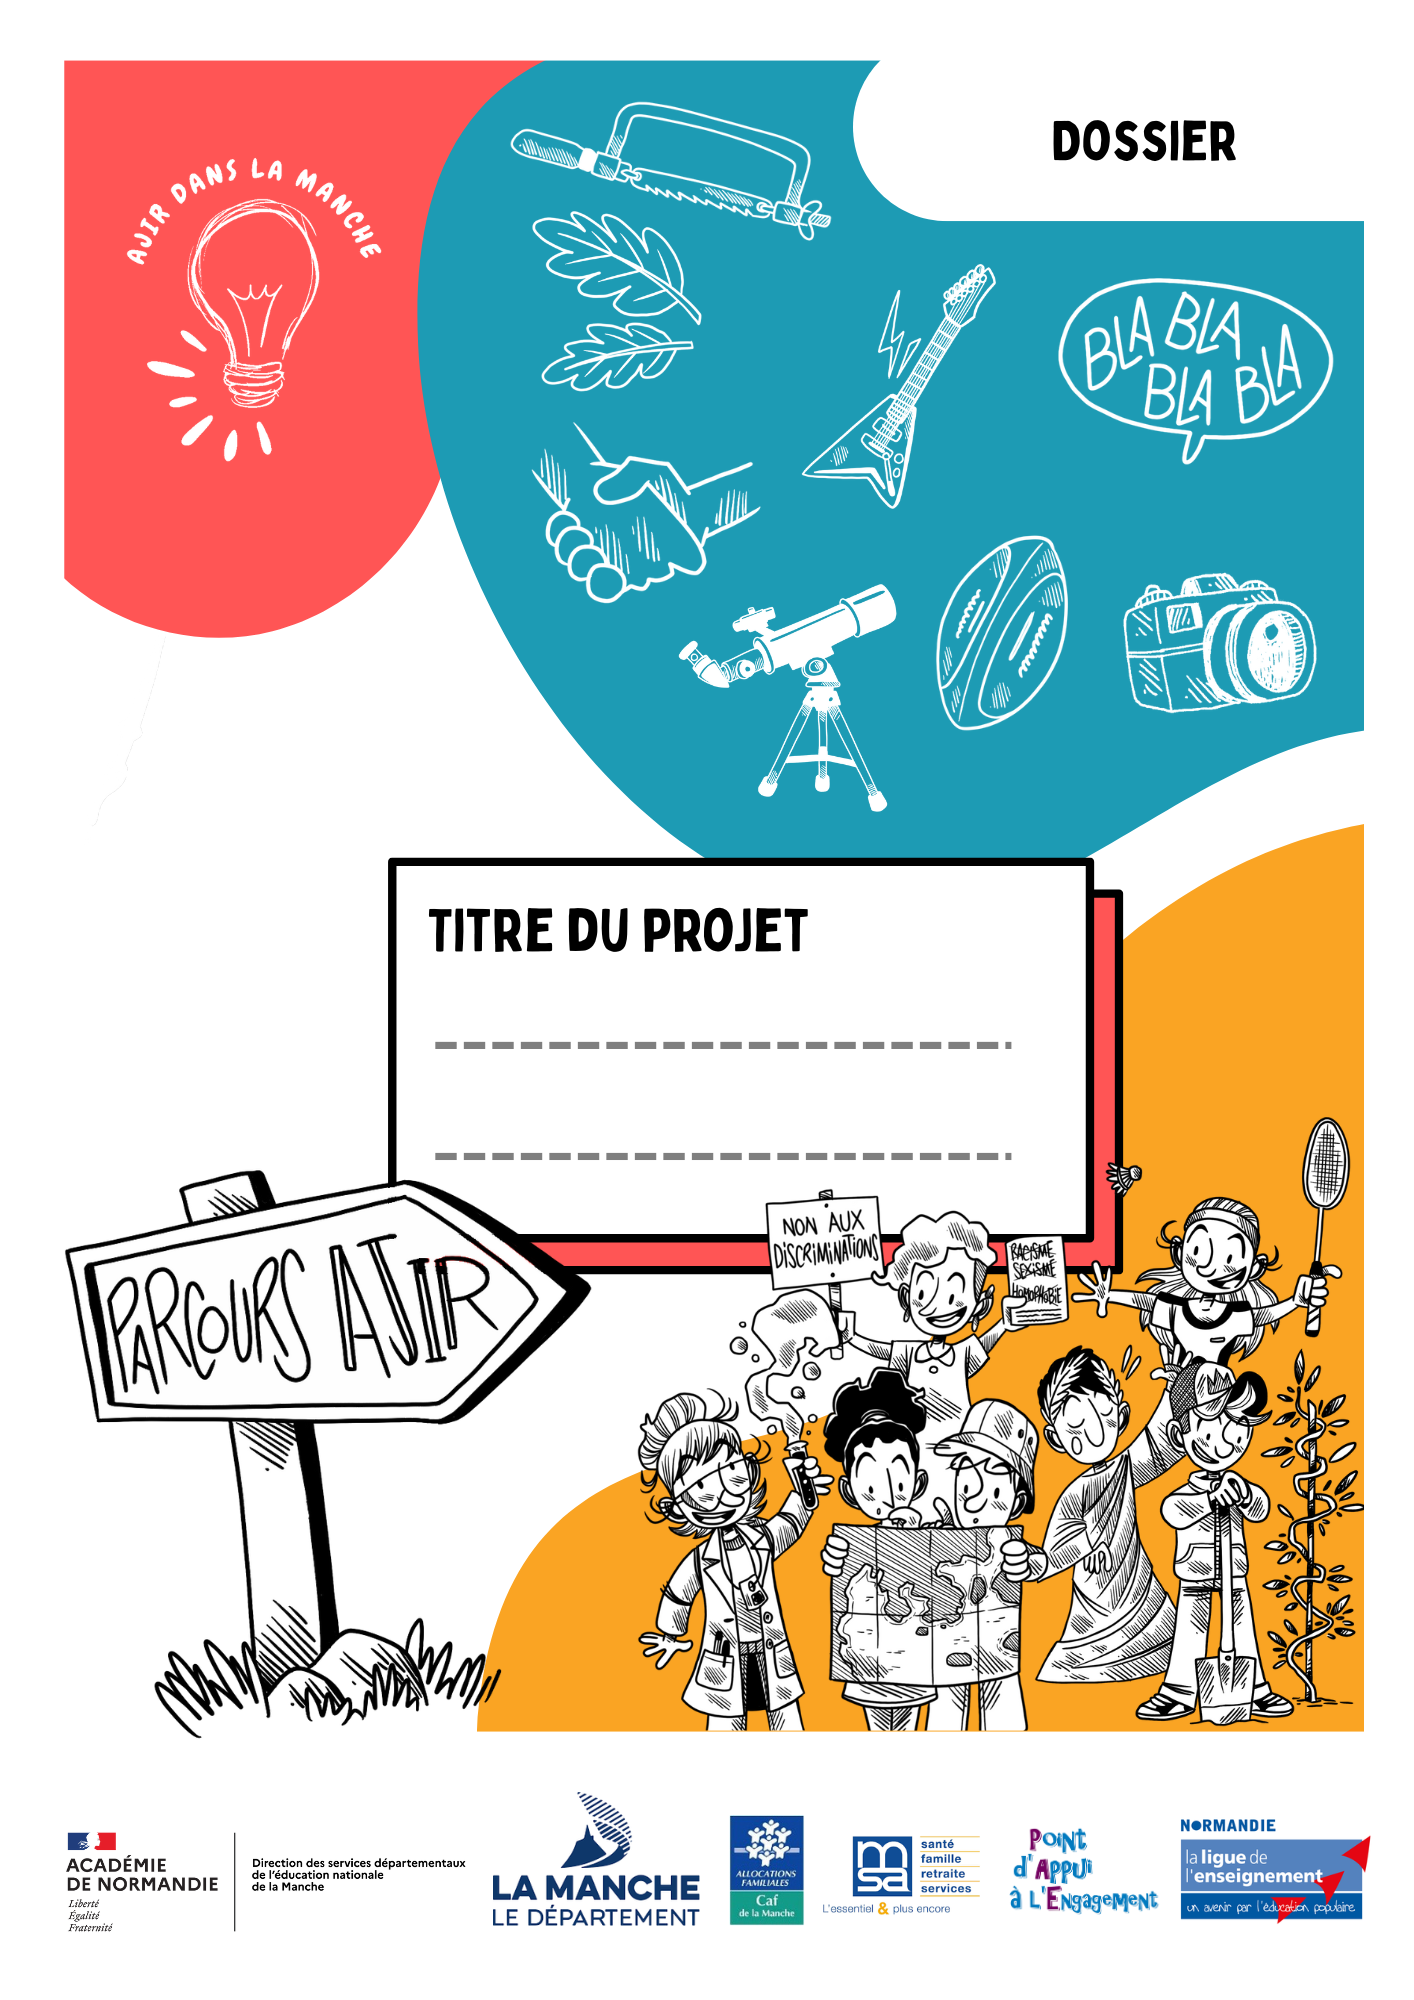 DOSSIER
AJIR DANS LA MANCHE
BLA BLA
BLA BLA
TITRE DU PROJET
PARCOURS AJIR
NON AUX
DISCRIMINATIONS
RACISME
SEXISME
HOMOPHOBIE
ACADÉMIE
DE NORMANDIE
Liberté
Égalité
Fraternité
Direction des services départementaux
de l'éducation nationale
de la Manche
LA MANCHE
LE DÉPARTEMENT
ALLOCATIONS
FAMILIALES
Caf
de la Manche
msa
santé
famille
retraite
services
L'essentiel & plus encore
Point
d'Appui
à l'Engagement
NORMANDIE
la ligue de
l'enseignement
un avenir par l'éducation populaire